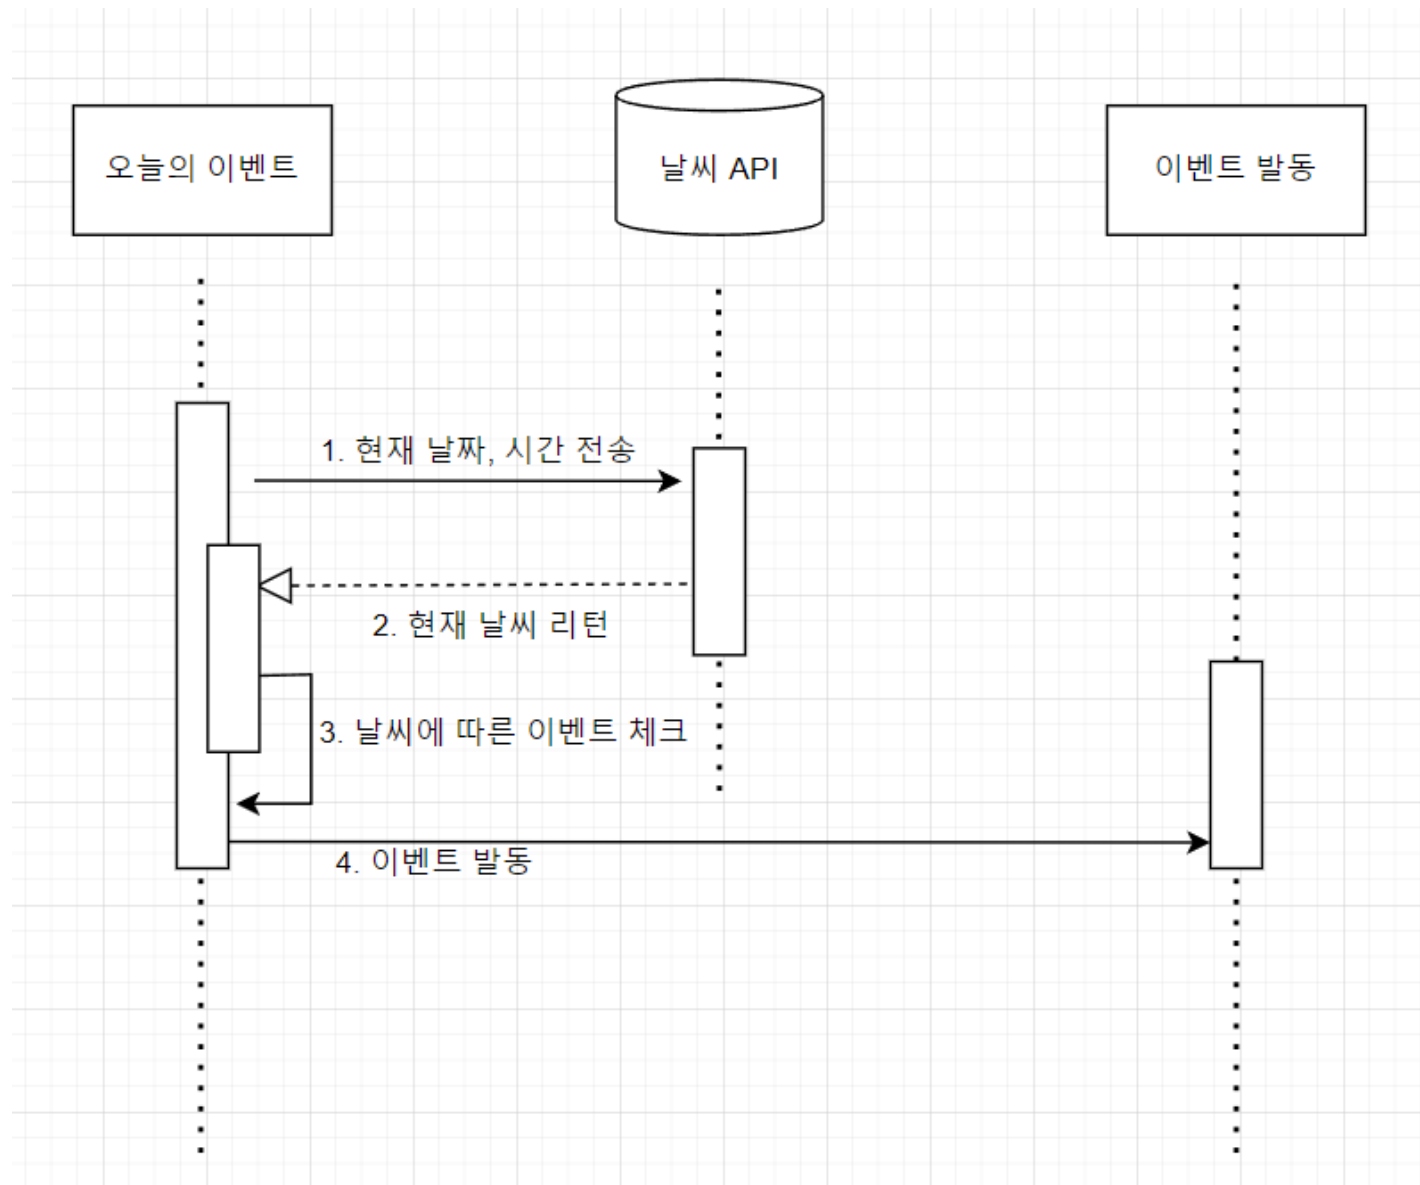 오늘의 이벤트
날씨 API
이벤트 발동
1. 현재 날짜, 시간 전송
2. 현재 날씨 리턴
3. 날씨에 따른 이벤트 체크
4. 이벤트 발동